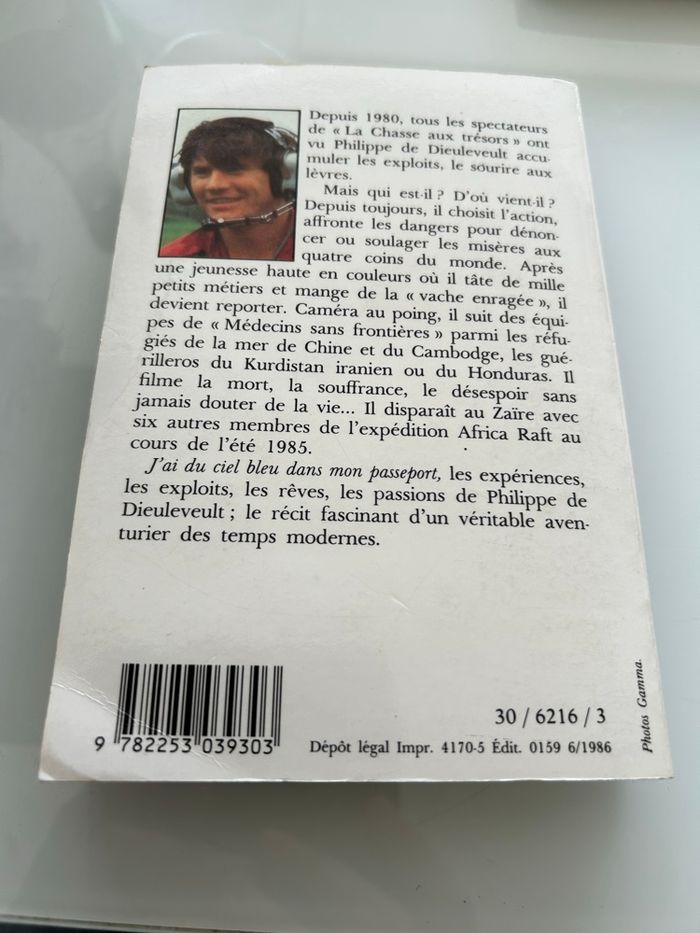 Depuis 1980, tous les spectateurs
de « La Chasse aux trésors » ont
vu Philippe de Dieuleveult accu-
muler les exploits, le sourire aux
lèvres.
Mais qui est-il ? D'où vient-il ?
Depuis toujours, il choisit l'action,
affronte les dangers pour dénon-
cer ou soulager les misères aux
quatre coins du monde. Après
une jeunesse haute en couleurs où il tâte de mille
petits métiers et mange de la « vache enragée », il
devient reporter. Caméra au poing, il suit des équi-
pes de « Médecins sans frontières » parmi les réfu-
giés de la mer de Chine et du Cambodge, les gué-
rilleros du Kurdistan iranien ou du Honduras. Il
filme la mort, la souffrance, le désespoir sans
jamais douter de la vie... Il disparaît au Zaïre avec
six autres membres de l'expédition Africa Raft au
cours de l'été 1985.
J'ai du ciel bleu dans mon passeport, les expériences,
les exploits, les rêves, les passions de Philippe de
Dieuleveult ; le récit fascinant d'un véritable aven-
turier des temps modernes.
9 782253 039303
30 / 6216 / 3
Dépôt légal Impr. 4170-5 Édit. 0159 6/1986
Photos Gamma.